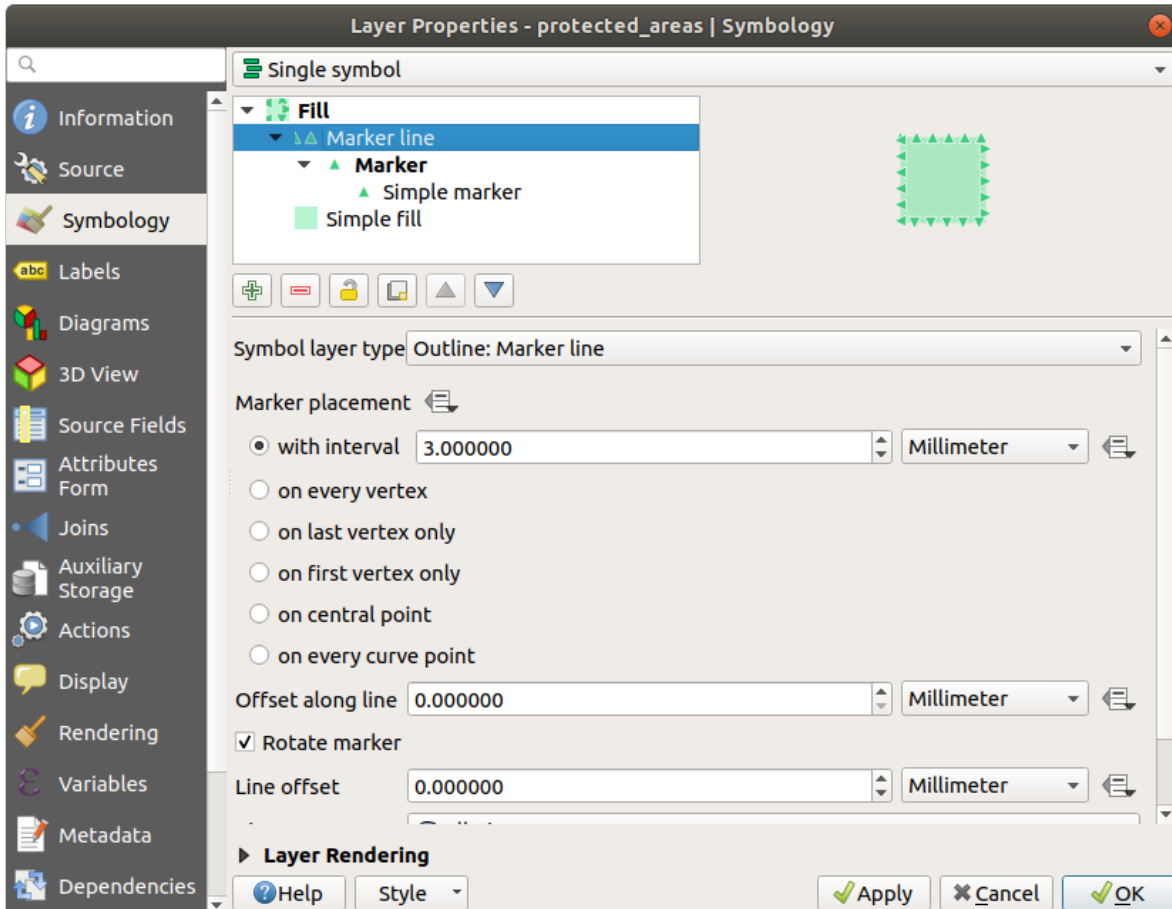 Layer Properties - protected_areas | Symbology
Single symbol
Information
Source
Symbology
abc Labels
Diagrams
3D View
Source Fields
Attributes
Form
Joins
Auxiliary
Storage
Actions
Display
Rendering
Variables
Metadata
Dependencies
Fill
Marker line
Marker
Simple marker
Simple fill
Symbol layer type Outline: Marker line
Marker placement
with interval 3.000000 Millimeter
on every vertex
on last vertex only
on first vertex only
on central point
on every curve point
Offset along line 0.000000 Millimeter
Rotate marker
Line offset 0.000000 Millimeter
Layer Rendering
Help Style Apply Cancel OK